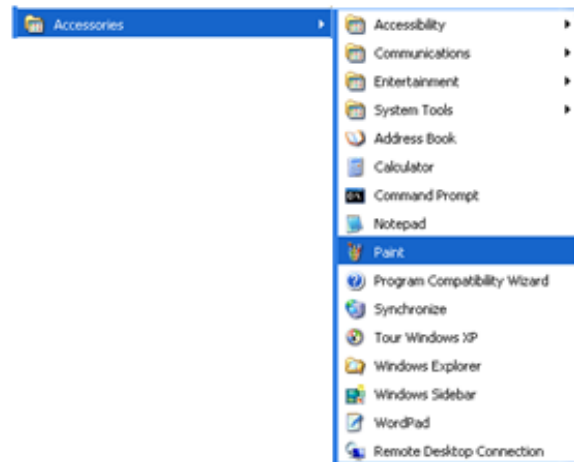 Accessories
Accessibility
Communications
Entertainment
System Tools
Address Book
Calculator
Command Prompt
Notepad
Paint
Program Compatibility Wizard
Synchronize
Tour Windows XP
Windows Explorer
Windows Sidebar
WordPad
Remote Desktop Connection